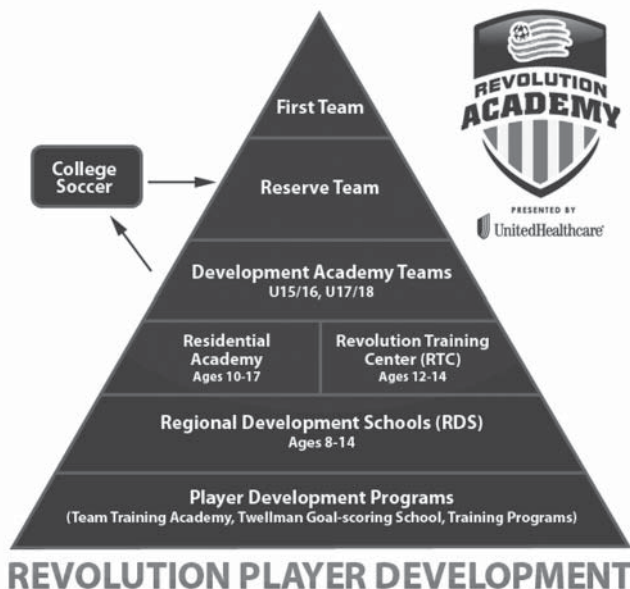 First Team
REVOLUTION
ACADEMY
PRESENTED BY
UnitedHealthcare
College
Soccer
Reserve Team
Development Academy Teams
U15/16, U17/18
Residential
Academy
Ages 10-17
Revolution Training
Center (RTC)
Ages 12-14
Regional Development Schools (RDS)
Ages 8-14
Player Development Programs
(Team Training Academy, Twellman Goal-scoring School, Training Programs)
REVOLUTION PLAYER DEVELOPMENT